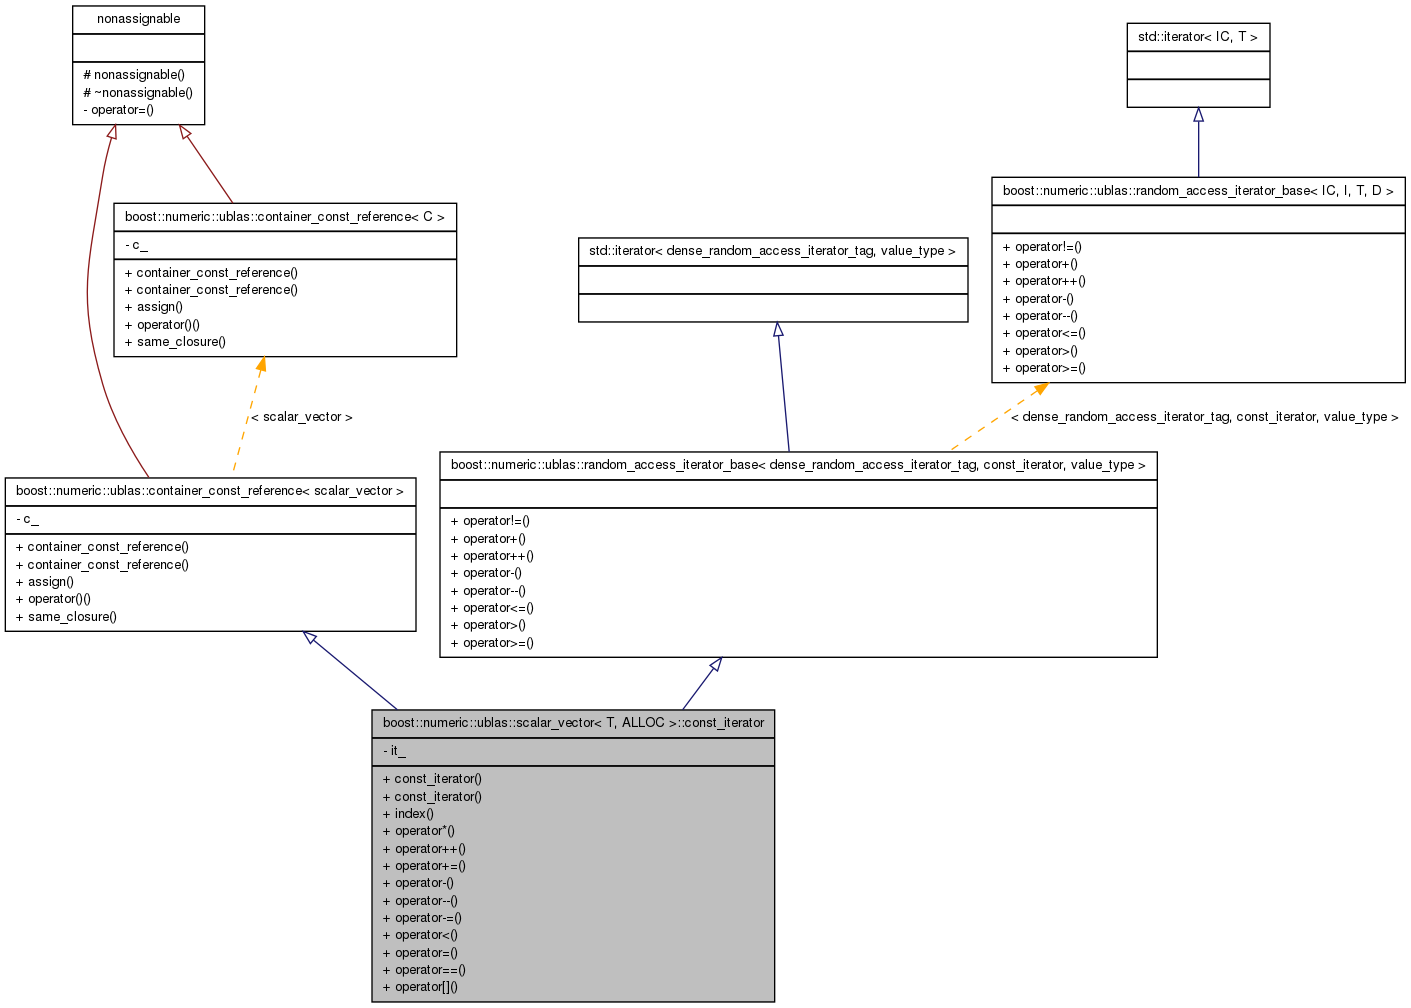 nonassignable
# nonassignable()
# ~nonassignable()
- operator=()
std::iterator< IC, T >
boost::numeric::ublas::random_access_iterator_base< IC, I, T, D >
+ operator!=()
+ operator+()
+ operator++()
+ operator-()
+ operator--()
+ operator<=()
+ operator>()
+ operator>=()
boost::numeric::ublas::container_const_reference< C >
- c_
+ container_const_reference()
+ container_const_reference()
+ assign()
+ operator()()
+ same_closure()
std::iterator< dense_random_access_iterator_tag, value_type >
< scalar_vector >
< dense_random_access_iterator_tag, const_iterator, value_type >
boost::numeric::ublas::container_const_reference< scalar_vector >
- c_
+ container_const_reference()
+ container_const_reference()
+ assign()
+ operator()()
+ same_closure()
boost::numeric::ublas::random_access_iterator_base< dense_random_access_iterator_tag, const_iterator, value_type >
+ operator!=()
+ operator+()
+ operator++()
+ operator-()
+ operator--()
+ operator<=()
+ operator>()
+ operator>=()
boost::numeric::ublas::scalar_vector< T, ALLOC >::const_iterator
- it_
+ const_iterator()
+ const_iterator()
+ index()
+ operator*()
+ operator++()
+ operator+=()
+ operator-()
+ operator--()
+ operator-=()
+ operator<()
+ operator=()
+ operator==()
+ operator[]()